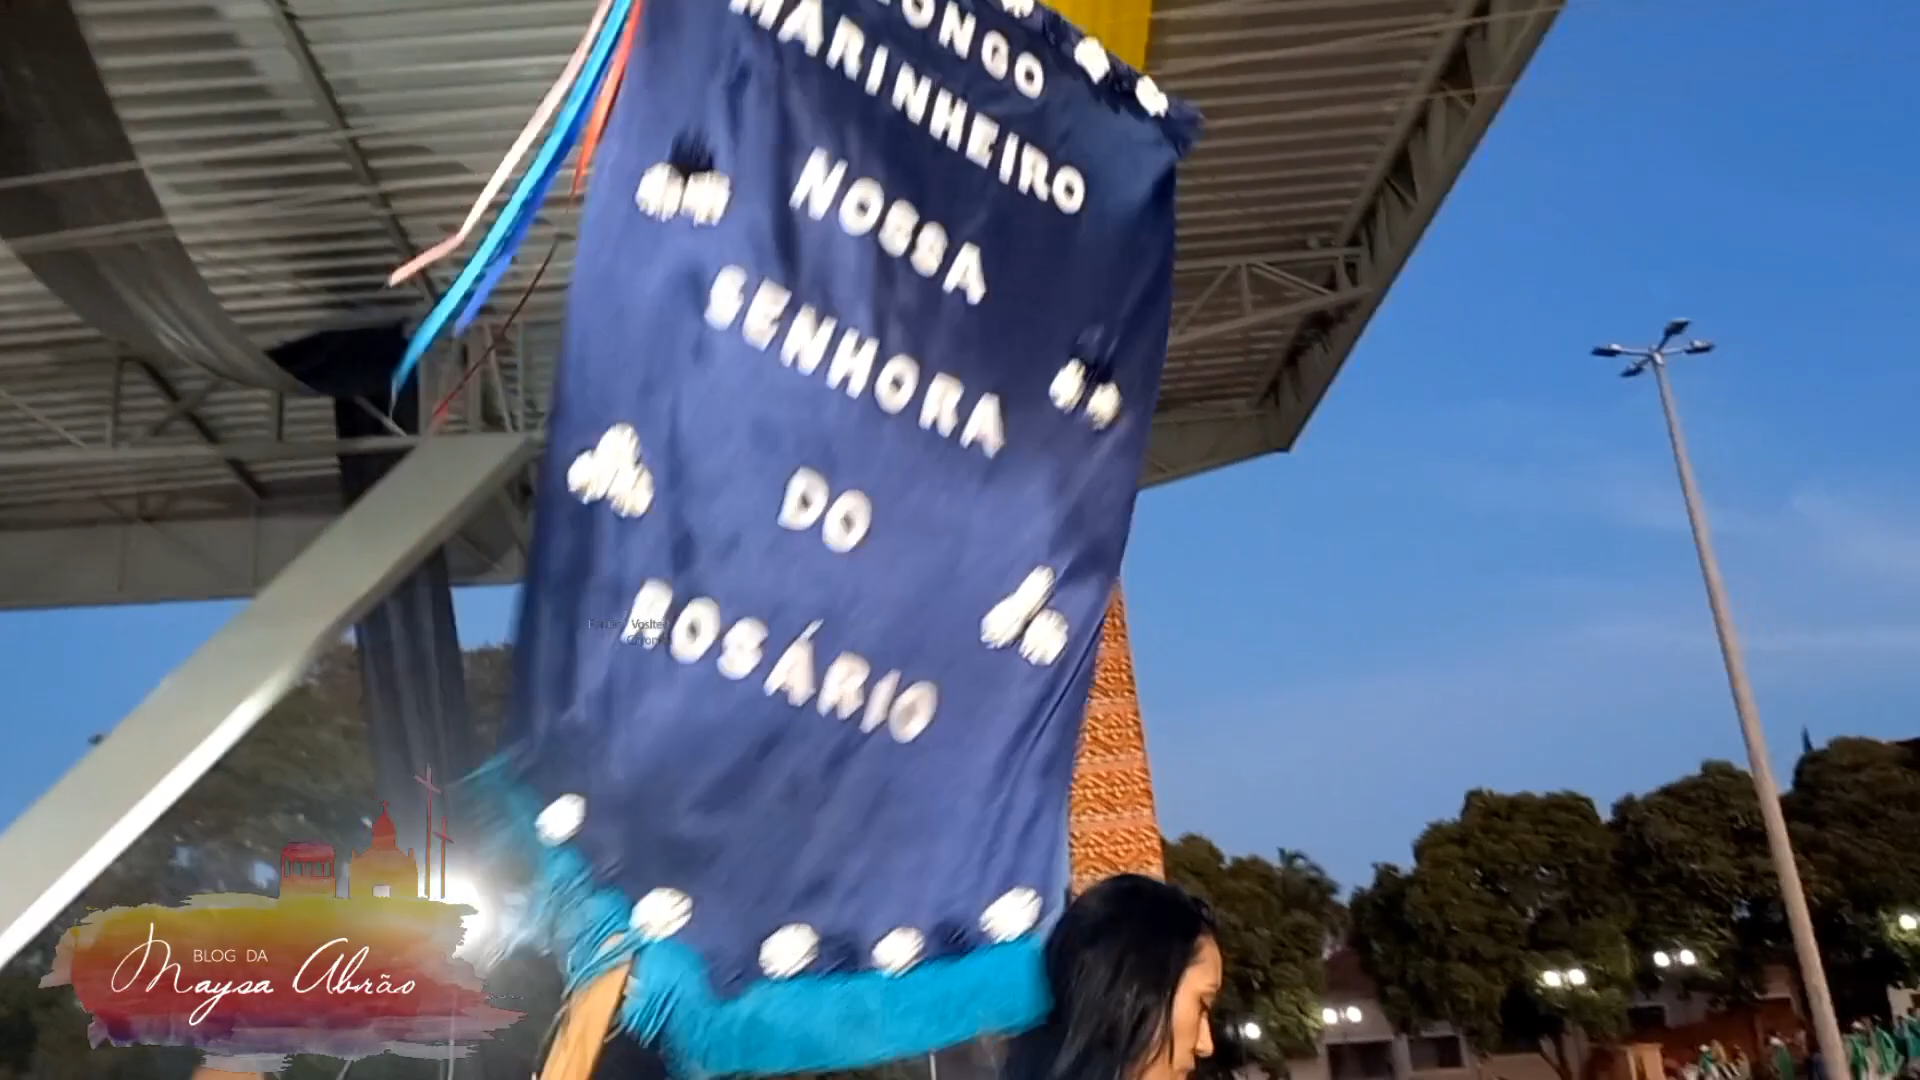 MARINHEIRO
NOSSA
SENHORA
DO
ROSÁRIO
BLOG DA
Maysa Abrão